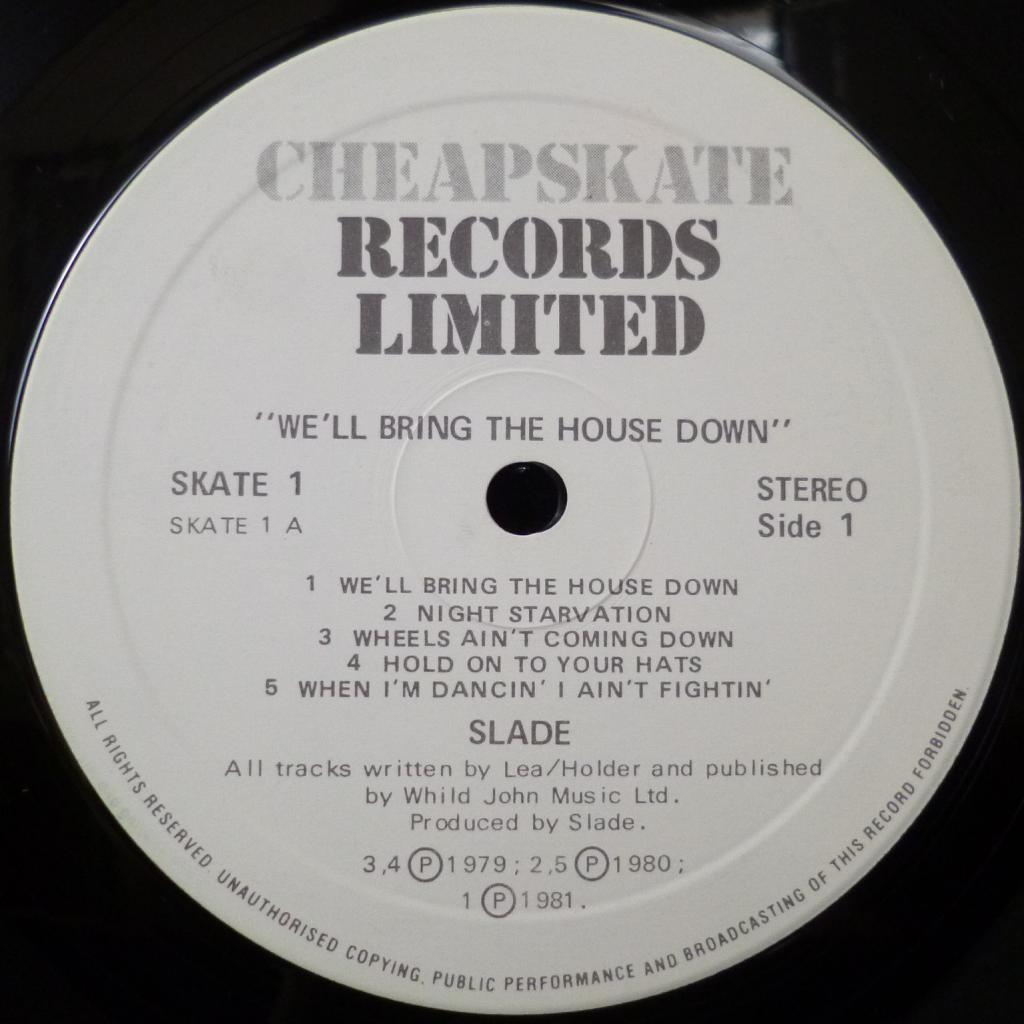 CHEAPSKATE
RECORDS
LIMITED
"WE'LL BRING THE HOUSE DOWN"
SKATE 1
SKATE 1 A
STEREO
Side 1
1 WE'LL BRING THE HOUSE DOWN
2 NIGHT STARVATION
3 WHEELS AIN'T COMING DOWN
4 HOLD ON TO YOUR HATS
5 WHEN I'M DANCIN' I AIN'T FIGHTIN'
SLADE
All tracks written by Lea/Holder and published
by Whild John Music Ltd.
Produced by Slade.
3,4 Ⓟ 1979; 2,5 Ⓟ 1980;
1 Ⓟ 1981.
ALL RIGHTS RESERVED. UNAUTHORISED COPYING, PUBLIC PERFORMANCE AND BROADCASTING OF THIS RECORD FORBIDDEN.